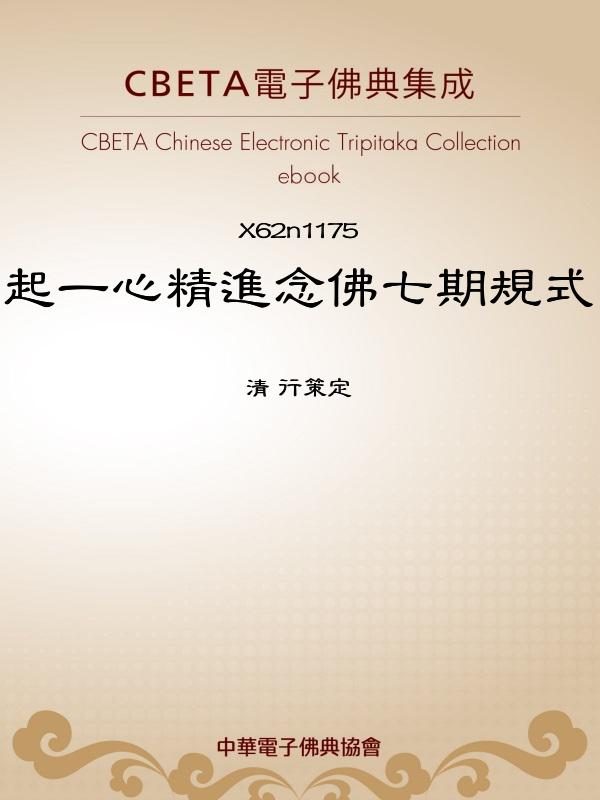 CBETA電子佛典集成
CBETA Chinese Electronic Tripitaka Collection
ebook
X62n1175
起一心精進念佛七期規式
清 行策定
中華電子佛典協會